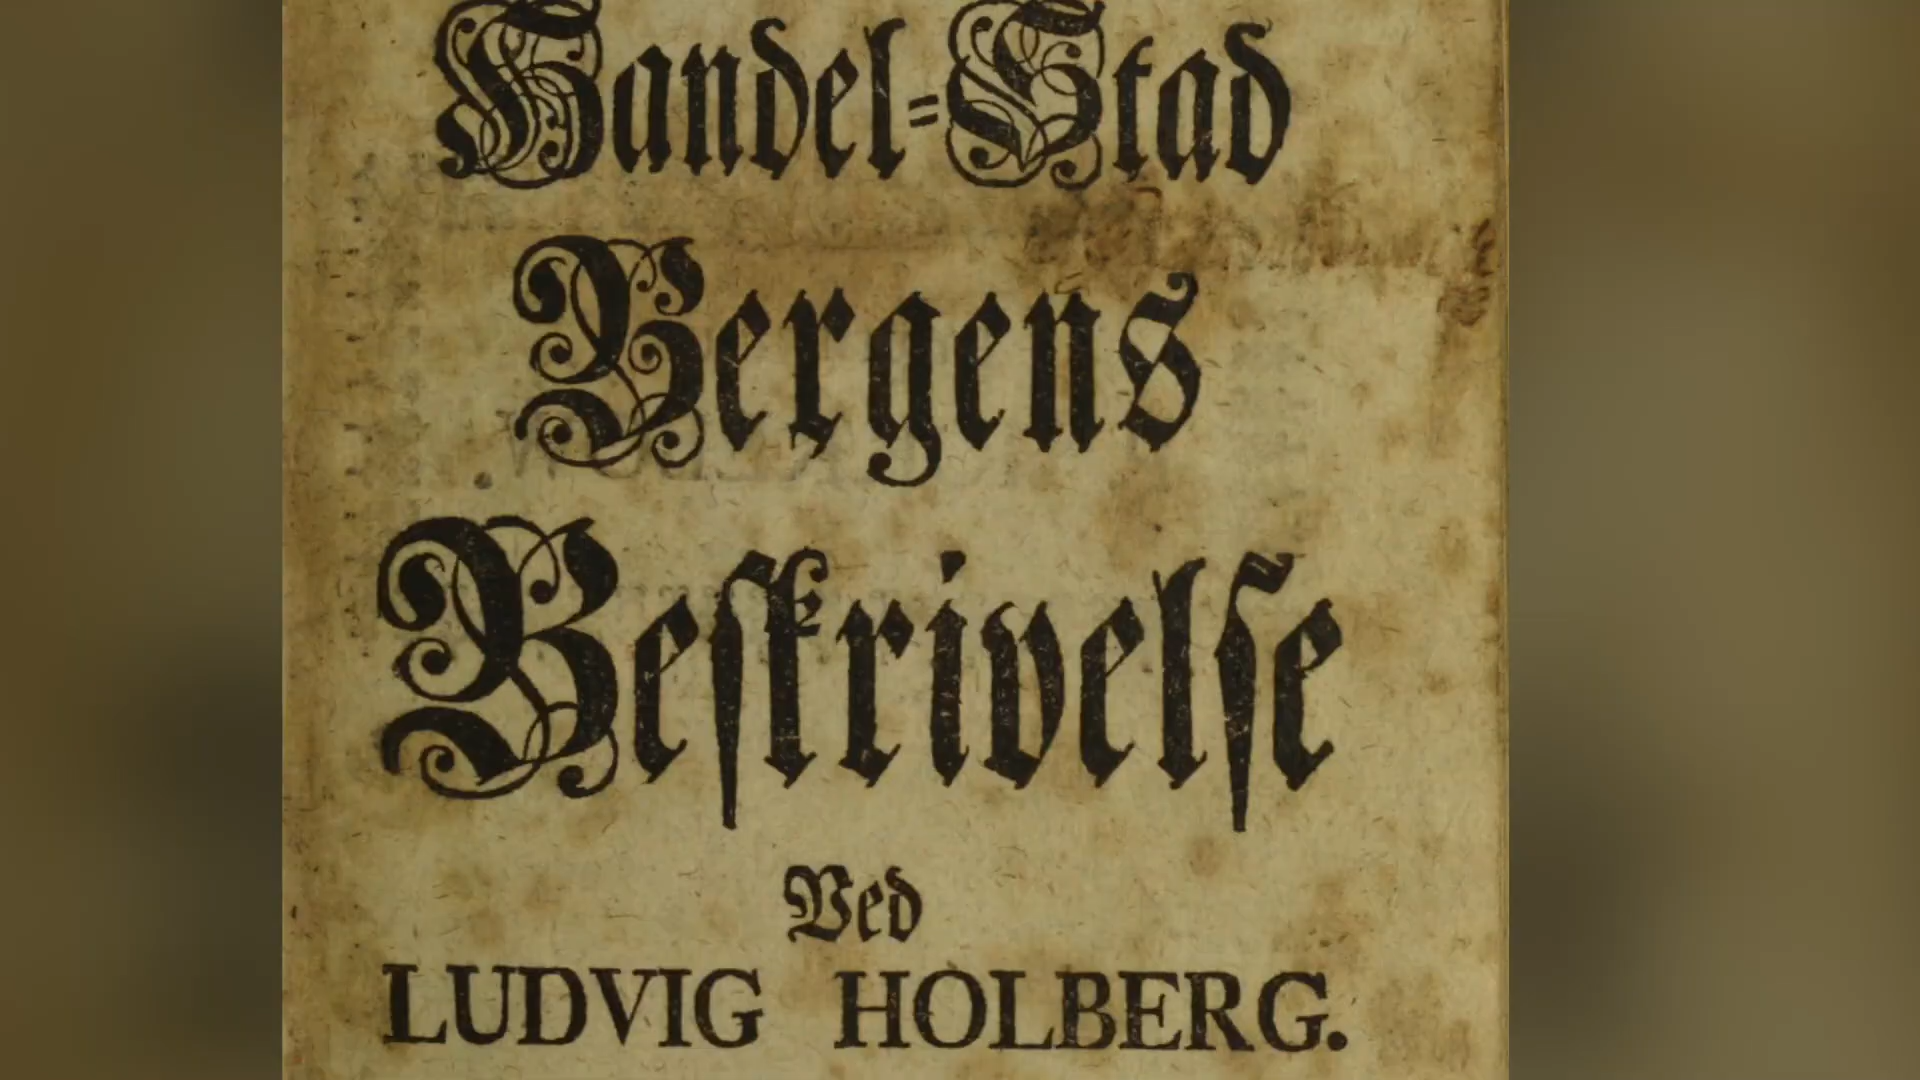 Handel=Stad
Bergens
Beſkrivelſe
Ved
LUDVIG HOLBERG.